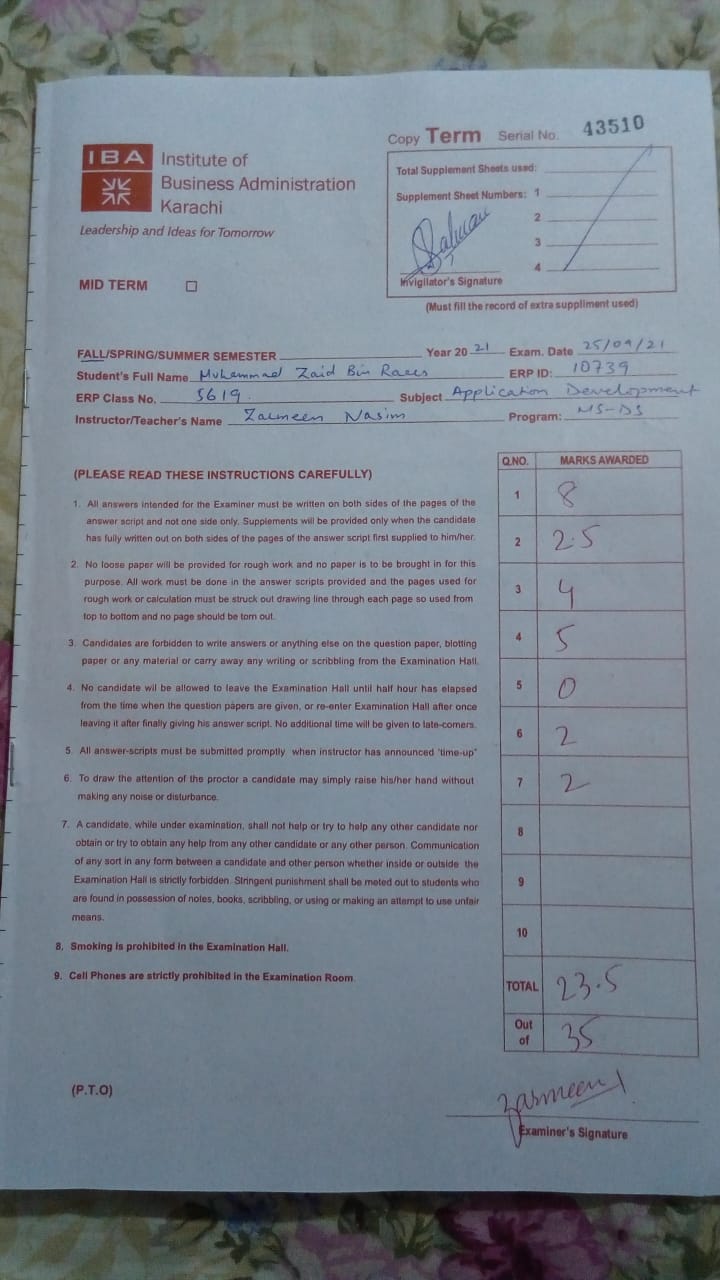 Copy Term Serial No. 43510
IBA
Institute of
Business Administration
Karachi
Leadership and Ideas for Tomorrow
Total Supplement Sheets used:
Supplement Sheet Numbers: 1
2
3
4
Salman
Invigilator's Signature
(Must fill the record of extra suppliment used)
MID TERM
FALL/SPRING/SUMMER SEMESTER Year 20 21 Exam. Date 25/09/21
Student's Full Name Muhammad Zaid Bin Raees ERP ID: 10739
ERP Class No. 5619 Subject Application Development
Instructor/Teacher's Name Zarmeen Nasim Program: MS-DS
(PLEASE READ THESE INSTRUCTIONS CAREFULLY)
1. All answers intended for the Examiner must be written on both sides of the pages of the
answer script and not one side only. Supplements will be provided only when the candidate
has fully written out on both sides of the pages of the answer script first supplied to him/her.
2. No loose paper will be provided for rough work and no paper is to be brought in for this
purpose. All work must be done in the answer scripts provided and the pages used for
rough work or calculation must be struck out drawing line through each page so used from
top to bottom and no page should be torn out.
3. Candidates are forbidden to write answers or anything else on the question paper, blotting
paper or any material or carry away any writing or scribbling from the Examination Hall.
4. No candidate wil be allowed to leave the Examination Hall until half hour has elapsed
from the time when the question papers are given, or re-enter Examination Hall after once
leaving it after finally giving his answer script. No additional time will be given to late-comers.
5. All answer-scripts must be submitted promptly when instructor has announced 'time-up'
6. To draw the attention of the proctor a candidate may simply raise his/her hand without
making any noise or disturbance.
7. A candidate, while under examination, shall not help or try to help any other candidate nor
obtain or try to obtain any help from any other candidate or any other person. Communication
of any sort in any form between a candidate and other person whether inside or outside the
Examination Hall is strictly forbidden. Stringent punishment shall be meted out to students who
are found in possession of notes, books, scribbling, or using or making an attempt to use unfair
means.
8. Smoking is prohibited in the Examination Hall.
9. Cell Phones are strictly prohibited in the Examination Room.
Q.NO. MARKS AWARDED
1 8
2 2.5
3 4
4 5
5 0
6 2
7 2
8
9
10
TOTAL 23.5
Out of 35
(P.T.O)
Zarmeen
Examiner's Signature